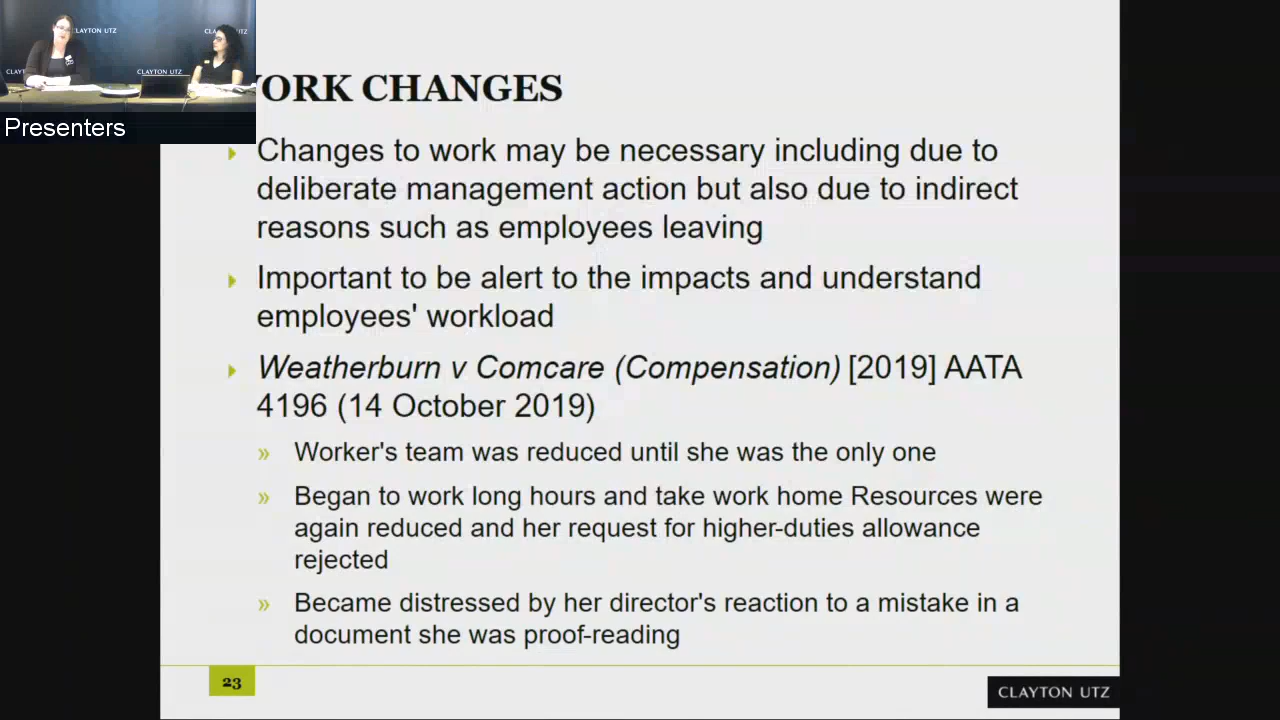 CLAYTON UTZ
CLAYTON UTZ
Presenters
ORK CHANGES
Changes to work may be necessary including due to
deliberate management action but also due to indirect
reasons such as employees leaving
Important to be alert to the impacts and understand
employees' workload
Weatherburn v Comcare (Compensation) [2019] AATA
4196 (14 October 2019)
Worker's team was reduced until she was the only one
Began to work long hours and take work home Resources were
again reduced and her request for higher-duties allowance
rejected
Became distressed by her director's reaction to a mistake in a
document she was proof-reading
23
CLAYTON UTZ